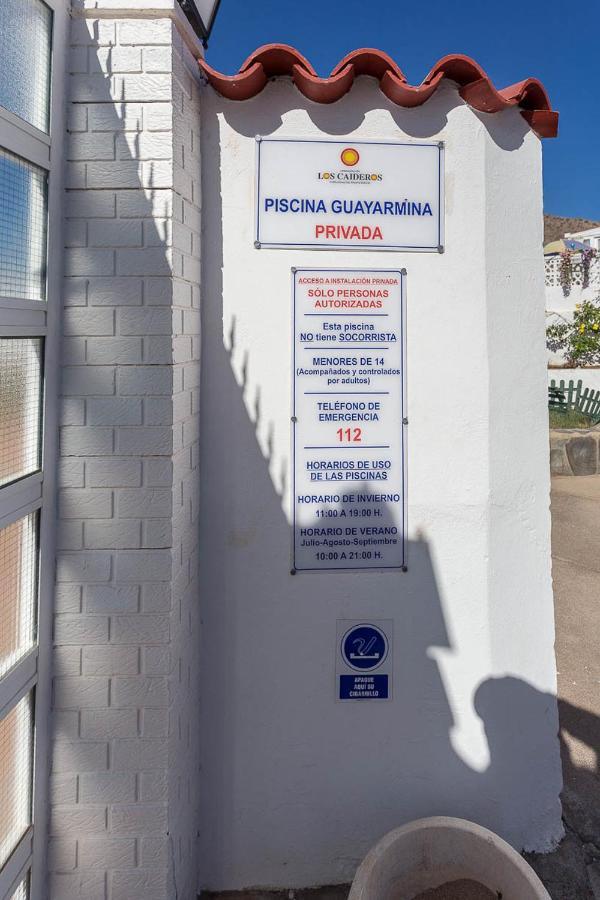 LOS CAIDEROS
PISCINA GUAYARMINA
PRIVADA
ACCESO A INSTALACIÓN PRIVADA
SÓLO PERSONAS
AUTORIZADAS
Esta piscina
NO tiene SOCORRISTA
MENORES DE 14
(Acompañados y controlados
por adultos)
TELÉFONO DE
EMERGENCIA
112
HORARIOS DE USO
DE LAS PISCINAS
HORARIO DE INVIERNO
11:00 A 19:00 H.
HORARIO DE VERANO
Julio-Agosto-Septiembre
10:00 A 21:00 H.
APAGUE
AQUÍ SU
CIGARRILLO